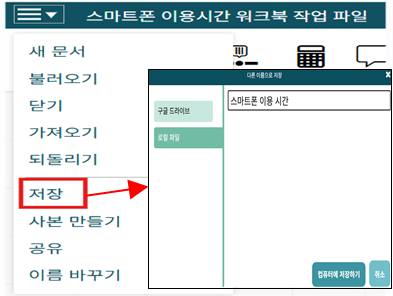 스마트폰 이용시간 워크북 작업 파일
새 문서
불러오기
닫기
가져오기
되돌리기
저장
사본 만들기
공유
이름 바꾸기
다른 이름으로 저장
X
구글 드라이브
로컬 파일
스마트폰 이용 시간
컴퓨터에 저장하기
취소